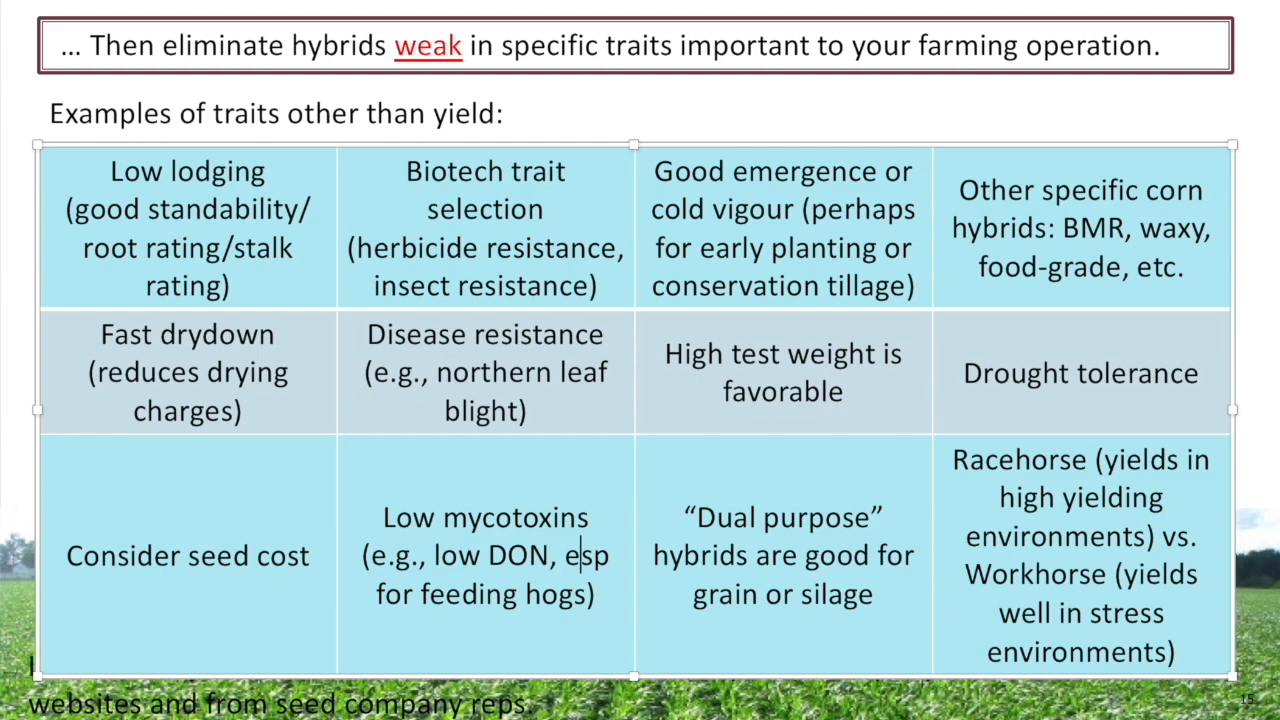 ... Then eliminate hybrids weak in specific traits important to your farming operation.
Examples of traits other than yield:
Low lodging
(good standability/
root rating/stalk
rating)
Biotech trait
selection
(herbicide resistance,
insect resistance)
Good emergence or
cold vigour (perhaps
for early planting or
conservation tillage)
Other specific corn
hybrids: BMR, waxy,
food-grade, etc.
Fast drydown
(reduces drying
charges)
Disease resistance
(e.g., northern leaf
blight)
High test weight is
favorable
Drought tolerance
Consider seed cost
Low mycotoxins
(e.g., low DON, esp
for feeding hogs)
“Dual purpose”
hybrids are good for
grain or silage
Racehorse (yields in
high yielding
environments) vs.
Workhorse (yields
well in stress
environments)
websites and from seed company reps.
15